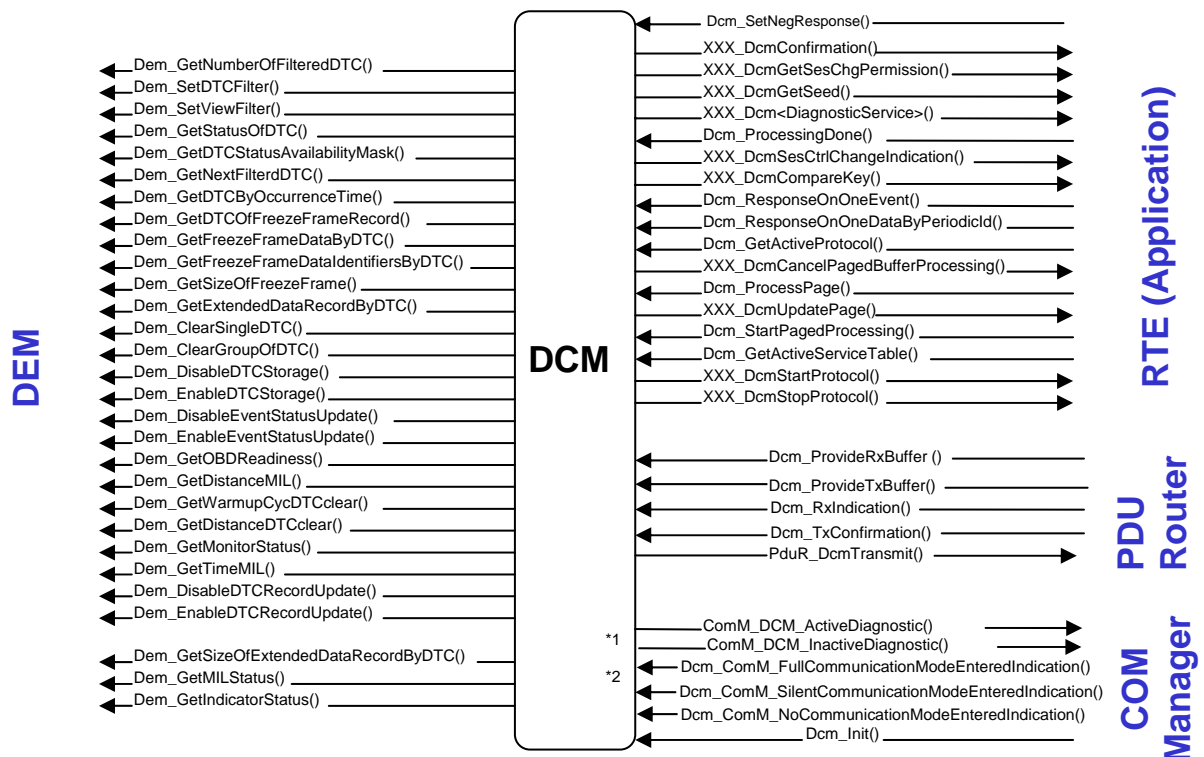 DEM
Dem_GetNumberOfFilteredDTC()
Dem_SetDTCFilter()
Dem_SetViewFilter()
Dem_GetStatusOfDTC()
Dem_GetDTCStatusAvailabilityMask()
Dem_GetNextFilterdDTC()
Dem_GetDTCByOccurrenceTime()
Dem_GetDTCOfFreezeFrameRecord()
Dem_GetFreezeFrameDataByDTC()
Dem_GetFreezeFrameDataIdentifiersByDTC()
Dem_GetSizeOfFreezeFrame()
Dem_GetExtendedDataRecordByDTC()
Dem_ClearSingleDTC()
Dem_ClearGroupOfDTC()
Dem_DisableDTCStorage()
Dem_EnableDTCStorage()
Dem_DisableEventStatusUpdate()
Dem_EnableEventStatusUpdate()
Dem_GetOBDReadiness()
Dem_GetDistanceMIL()
Dem_GetWarmupCycDTCclear()
Dem_GetDistanceDTCclear()
Dem_GetMonitorStatus()
Dem_GetTimeMIL()
Dem_DisableDTCRecordUpdate()
Dem_EnableDTCRecordUpdate()
Dem_GetSizeOfExtendedDataRecordByDTC()
Dem_GetMILStatus()
Dem_GetIndicatorStatus()
DCM
*1
*2
Dcm_SetNegResponse()
XXX_DcmConfirmation()
XXX_DcmGetSesChgPermission()
XXX_DcmGetSeed()
XXX_Dcm<DiagnosticService>()
Dcm_ProcessingDone()
XXX_DcmSesCtrlChangeIndication()
XXX_DcmCompareKey()
Dcm_ResponseOnOneEvent()
Dcm_ResponseOnOneDataByPeriodicId()
Dcm_GetActiveProtocol()
XXX_DcmCancelPagedBufferProcessing()
Dcm_ProcessPage()
XXX_DcmUpdatePage()
Dcm_StartPagedProcessing()
Dcm_GetActiveServiceTable()
XXX_DcmStartProtocol()
XXX_DcmStopProtocol()
RTE (Application)
Dcm_ProvideRxBuffer ()
Dcm_ProvideTxBuffer()
Dcm_RxIndication()
Dcm_TxConfirmation()
PduR_DcmTransmit()
PDU
Router
ComM_DCM_ActiveDiagnostic()
ComM_DCM_InactiveDiagnostic()
Dcm_ComM_FullCommunicationModeEnteredIndication()
Dcm_ComM_SilentCommunicationModeEnteredIndication()
Dcm_ComM_NoCommunicationModeEnteredIndication()
Dcm_Init()
COM
Manager